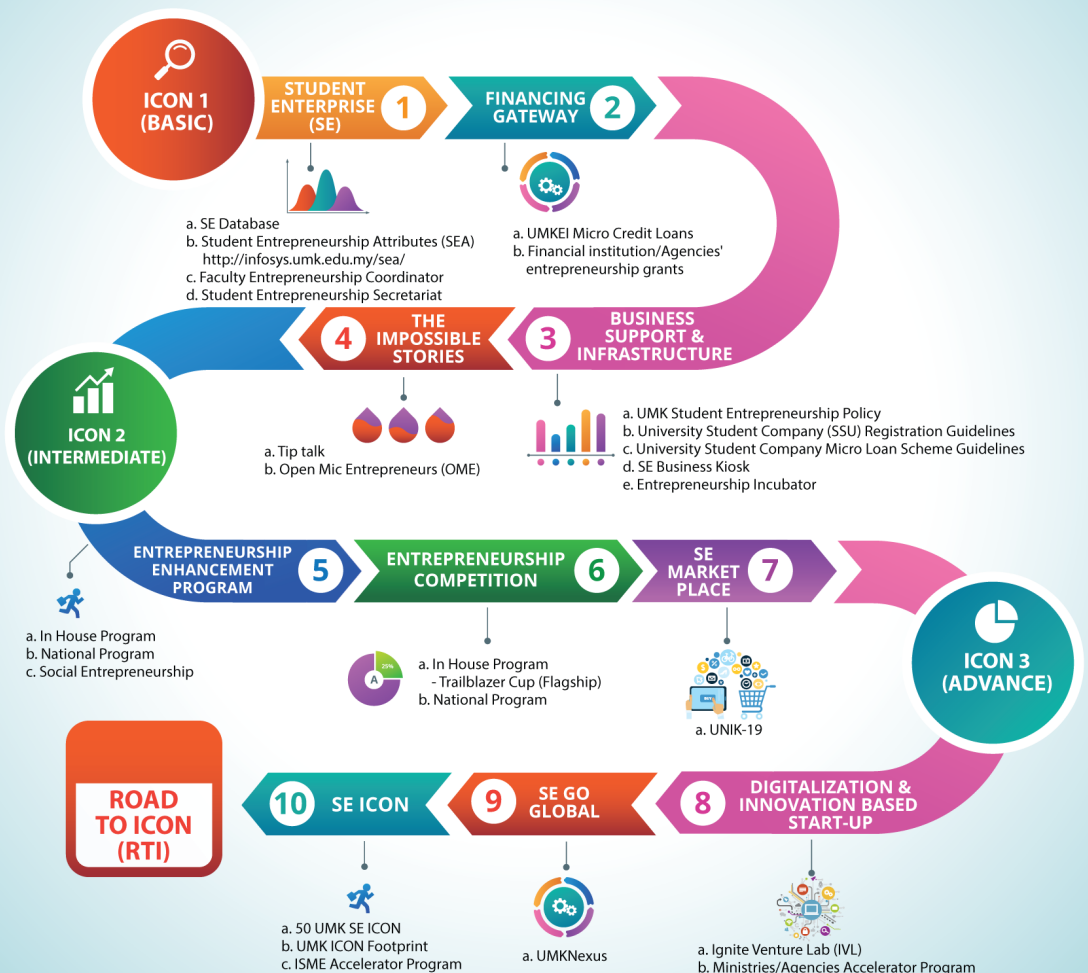 ICON 1
(BASIC)
STUDENT
ENTERPRISE
(SE)
1
FINANCING
GATEWAY
2
a. SE Database
b. Student Entrepreneurship Attributes (SEA)
http://infosys.umk.edu.my/sea/
c. Faculty Entrepreneurship Coordinator
d. Student Entrepreneurship Secretariat
a. UMKEI Micro Credit Loans
b. Financial institution/Agencies'
entrepreneurship grants
BUSINESS
SUPPORT &
INFRASTRUCTURE
3
THE
IMPOSSIBLE
STORIES
4
a. UMK Student Entrepreneurship Policy
b. University Student Company (SSU) Registration Guidelines
c. University Student Company Micro Loan Scheme Guidelines
d. SE Business Kiosk
e. Entrepreneurship Incubator
a. Tip talk
b. Open Mic Entrepreneurs (OME)
ICON 2
(INTERMEDIATE)
ENTREPRENEURSHIP
ENHANCEMENT
PROGRAM
5
ENTREPRENEURSHIP
COMPETITION
6
SE
MARKET
PLACE
7
a. In House Program
b. National Program
c. Social Entrepreneurship
25%
A
a. In House Program
- Trailblazer Cup (Flagship)
b. National Program
a. UNIK-19
ICON 3
(ADVANCE)
DIGITALIZATION &
INNOVATION BASED
START-UP
8
SE GO
GLOBAL
9
SE ICON
10
ROAD
TO ICON
(RTI)
a. 50 UMK SE ICON
b. UMK ICON Footprint
c. ISME Accelerator Program
a. UMKNexus
a. Ignite Venture Lab (IVL)
b. Ministries/Agencies Accelerator Program